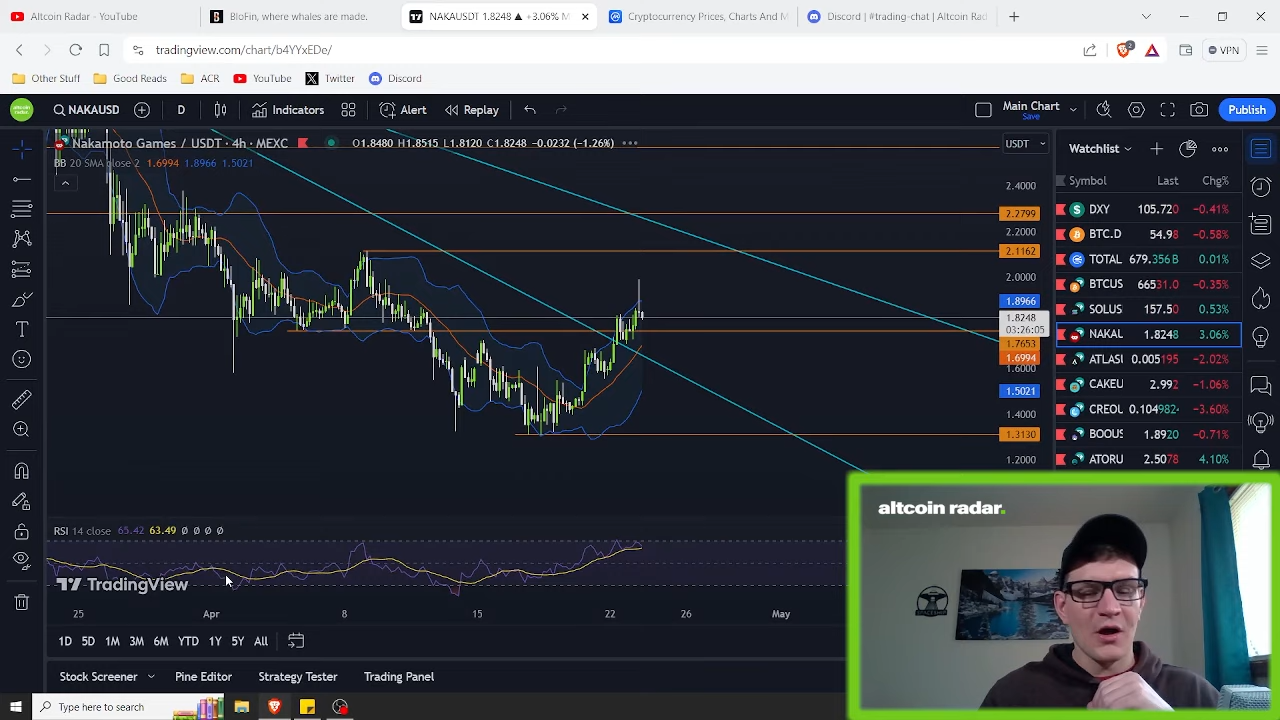 Altcoin Radar - YouTube
BloFin, where whales are made.
NAKAUSDT 1.8248 ▲ +3.06% M
Cryptocurrency Prices, Charts And M
Discord | #trading-chat | Altcoin Rad
tradingview.com/chart/b4YYxEDe/
2
VPN
Other Stuff
Good Reads
ACR
YouTube
Twitter
Discord
altcoin radar.
NAKAUSD
D
Indicators
Alert
Replay
Main Chart
Save
Publish
Nakamoto Games / USDT · 4h · MEXC
O1.8480 H1.8515 L1.8120 C1.8248 -0.0232 (-1.26%)
USDT
BB 20 SMA close 2 1.6994 1.8966 1.5021
2.4000
2.2799
2.2000
2.1162
2.0000
1.8966
1.8248
03:26:05
1.7653
1.6994
1.6000
1.5021
1.4000
1.3130
1.2000
Watchlist
Symbol Last Chg%
DXY 105.720 -0.41%
BTC.D 54.98 -0.58%
TOTAL 679.356B 0.01%
BTCUS 66531.0 -0.35%
SOLUS 157.50 0.53%
NAKAL 1.8248 3.06%
ATLASI 0.005195 -2.02%
CAKEU 2.992 -1.06%
CREOL 0.104982 -3.60%
BOOUS 1.8920 -0.71%
ATORU 2.5078 4.10%
RSI 14 close 65.42 63.49 Ø Ø Ø Ø
TradingView
25 Apr 8 15 22 26 May
1D 5D 1M 3M 6M YTD 1Y 5Y All
Stock Screener
Pine Editor
Strategy Tester
Trading Panel
altcoin radar.
SPACESHIP
Type here to search